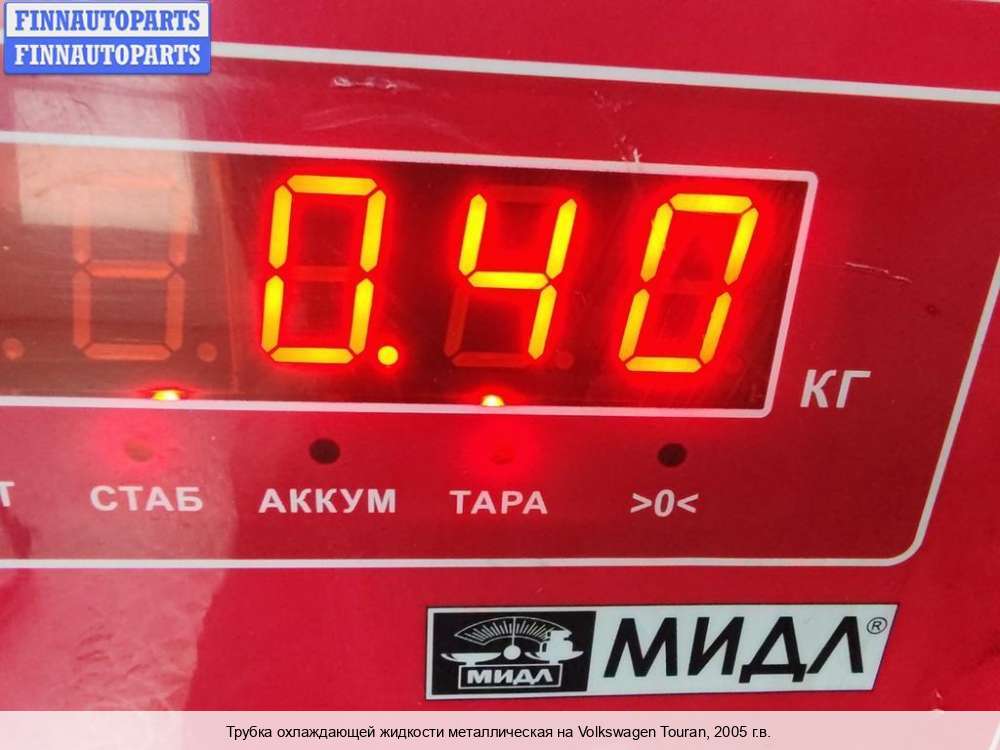 FINNAUTOPARTS
FINNAUTOPARTS
0.40
КГ
Т СТАБ АККУМ ТАРА >0<
МИДЛ МИДЛ®
Трубка охлаждающей жидкости металлическая на Volkswagen Touran, 2005 г.в.